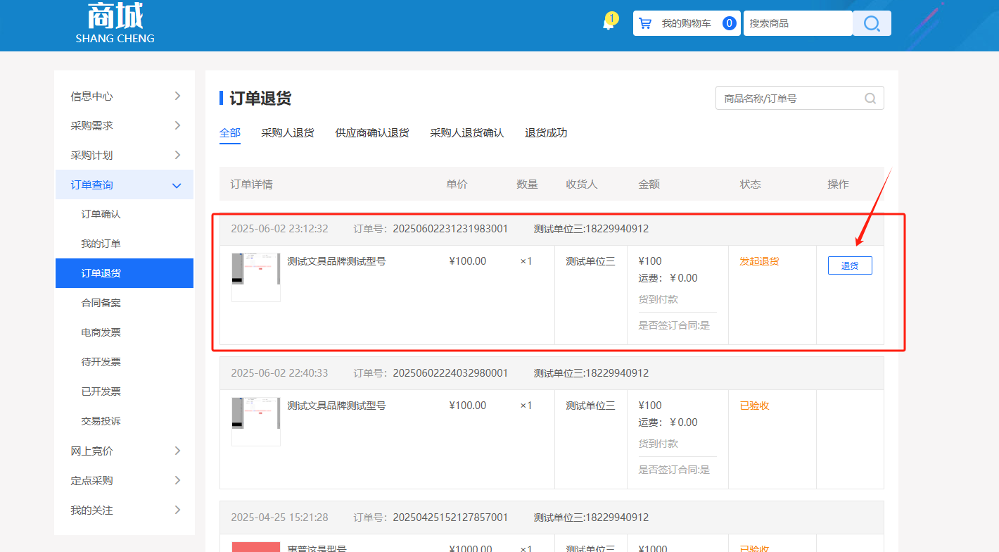 商城
SHANG CHENG
1
我的购物车 0
搜索商品
信息中心
采购需求
采购计划
订单查询
订单确认
我的订单
订单退货
合同备案
电商发票
待开发票
已开发票
交易投诉
网上竞价
定点采购
我的关注
订单退货
商品名称/订单号
全部 采购人退货 供应商确认退货 采购人退货确认 退货成功
订单详情 单价 数量 收货人 金额 状态 操作
2025-06-02 23:12:32 订单号：20250602231231983001 测试单位三:18229940912
测试文具品牌测试型号 ¥100.00 ×1 测试单位三 ¥100 发起退货 退货
运费：￥0.00
货到付款
是否签订合同:是
2025-06-02 22:40:33 订单号：20250602224032980001 测试单位三:18229940912
测试文具品牌测试型号 ¥100.00 ×1 测试单位三 ¥100 已验收
运费：￥0.00
货到付款
是否签订合同:是
2025-04-25 15:21:28 订单号：20250425152127857001 测试单位三:18229940912
惠普这是型号 ¥1000.00 ×1 测试单位三 ¥1000 已验收